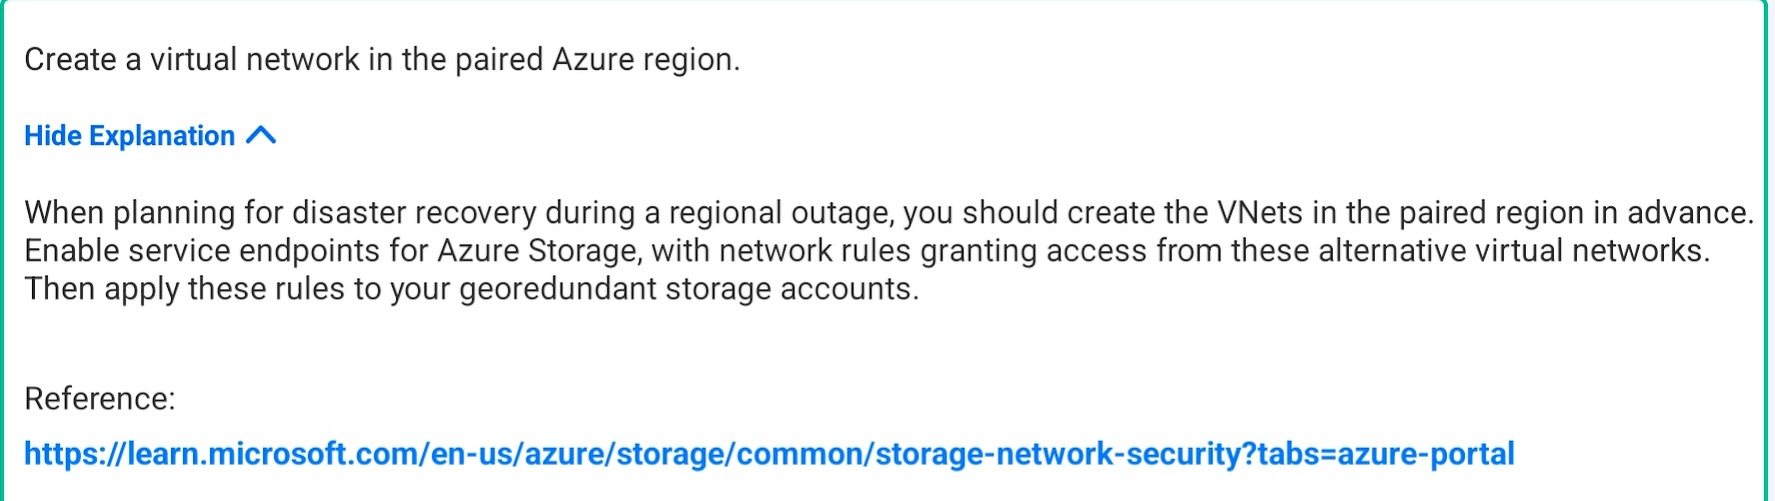 Create a virtual network in the paired Azure region.
Hide Explanation
When planning for disaster recovery during a regional outage, you should create the VNets in the paired region in advance.
Enable service endpoints for Azure Storage, with network rules granting access from these alternative virtual networks.
Then apply these rules to your georedundant storage accounts.
Reference:
https://learn.microsoft.com/en-us/azure/storage/common/storage-network-security?tabs=azure-portal